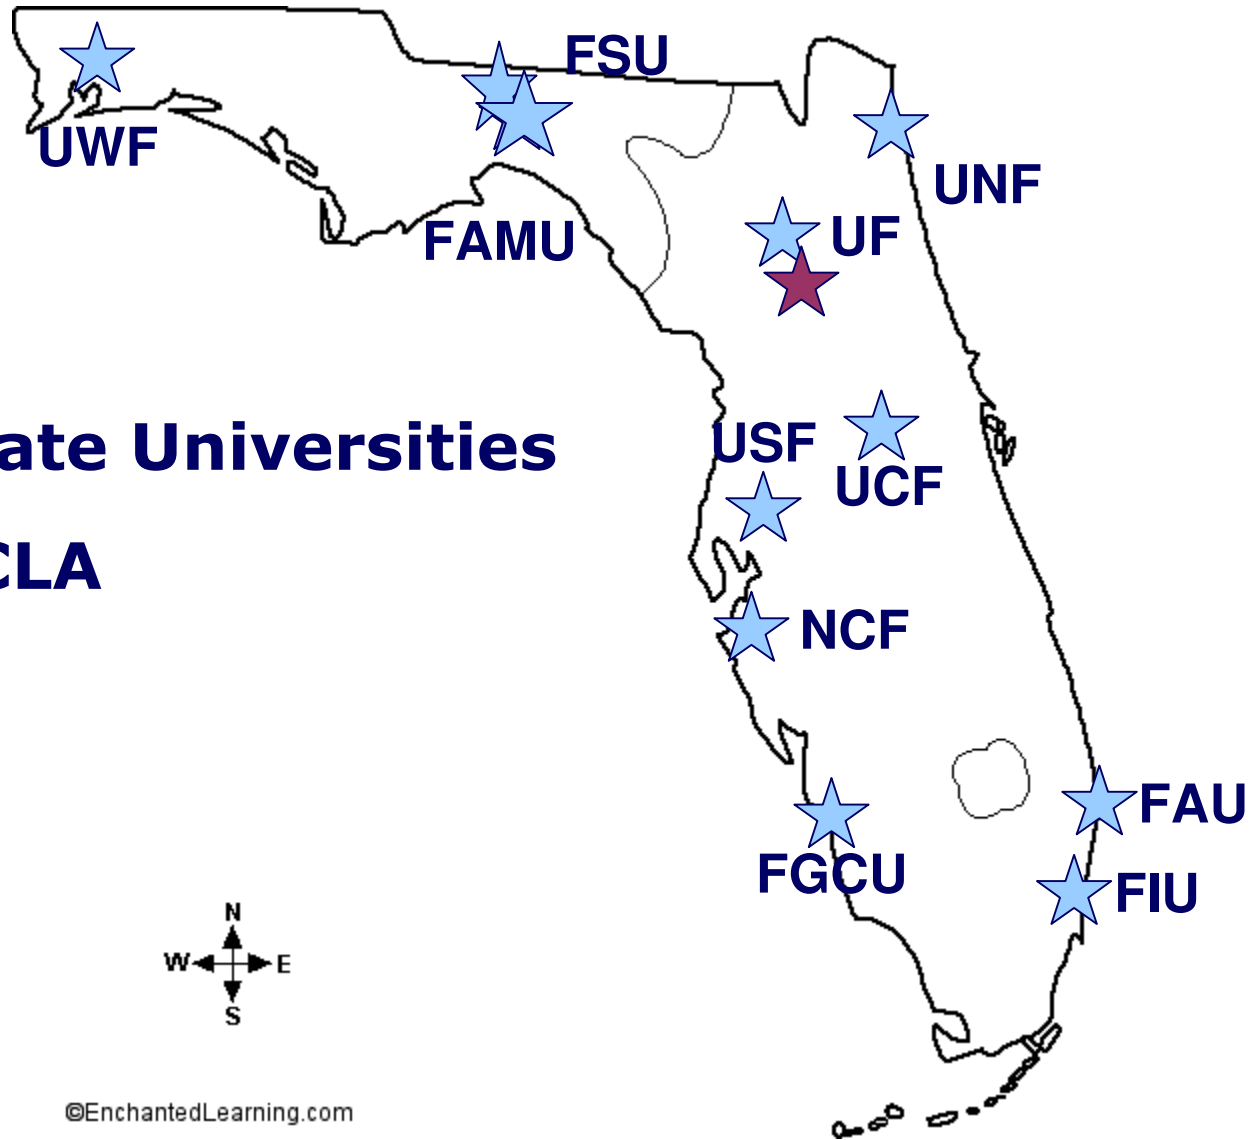 FSU
UWF
UNF
FAMU
UF
ate Universities
USF
UCF
CLA
NCF
FAU
FGCU
FIU
N
W E
S
©EnchantedLearning.com